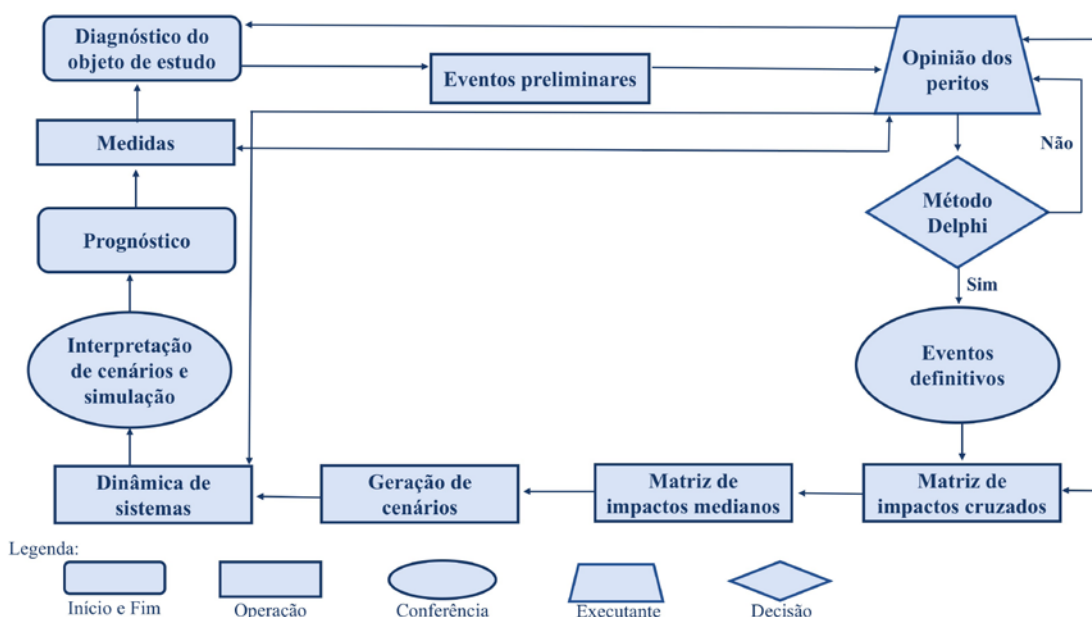 Diagnóstico do
objeto de estudo
Eventos preliminares
Opinião dos
peritos
Medidas
Não
Método
Delphi
Prognóstico
Sim
Interpretação
de cenários e
simulação
Eventos
definitivos
Dinâmica de
sistemas
Geração de
cenários
Matriz de
impactos medianos
Matriz de
impactos cruzados
Legenda:
Início e Fim
Operação
Conferência
Executante
Decisão